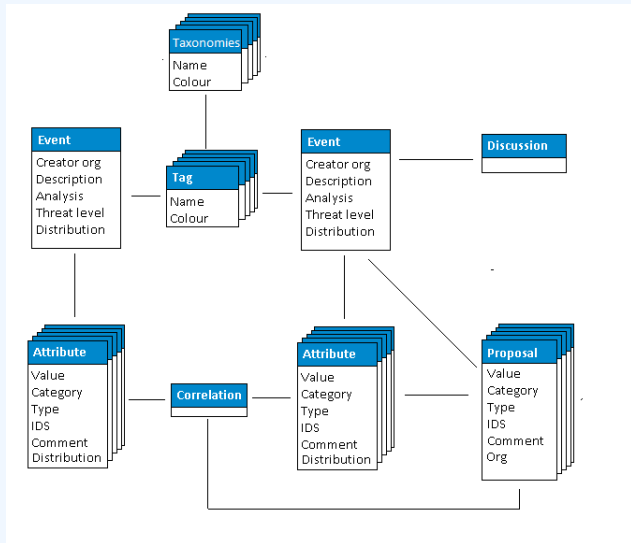 Taxonomies
Name
Colour
Event
Creator org
Description
Analysis
Threat level
Distribution
Tag
Name
Colour
Event
Creator org
Description
Analysis
Threat level
Distribution
Discussion
Attribute
Value
Category
Type
IDS
Comment
Distribution
Correlation
Attribute
Value
Category
Type
IDS
Comment
Distribution
Proposal
Value
Category
Type
IDS
Comment
Org